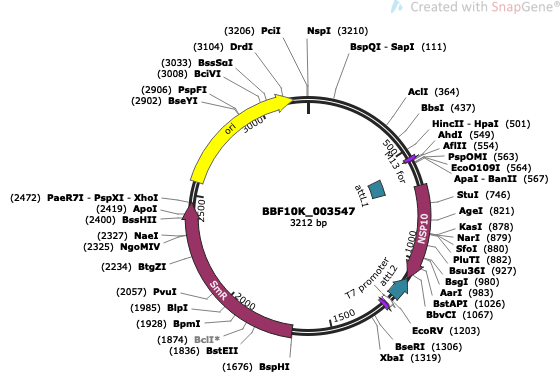 Created with SnapGene®
(3206) PciI
NspI (3210)
(3104) DrdI
BspQI - SapI (111)
(3033) BssSαI
(3008) BciVI
(2906) PspFI
(2902) BseYI
AclI (364)
BbsI (437)
HincII - HpaI (501)
AhdI (549)
AflII (554)
PspOMI (563)
EcoO109I (564)
ApaI - BanII (567)
StuI (746)
AgeI (821)
KasI (878)
NarI (879)
SfoI (880)
PluTI (882)
Bsu36I (927)
BsgI (980)
AarI (983)
BstAPI (1026)
BbvCI (1067)
EcoRV (1203)
BseRI (1306)
XbaI (1319)
(2472) PaeR7I - PspXI - XhoI
(2419) ApoI
(2400) BssHII
(2327) NaeI
(2325) NgoMIV
(2234) BtgZI
(2057) PvuI
(1985) BlpI
(1928) BpmI
(1874) BclI*
(1836) BstEII
(1676) BspHI
ori
3000
500
M13 for
attL1
BBF10K_003547
3212 bp
NSP10
1000
attL2
T7 promoter
1500
2000
SmR
2500